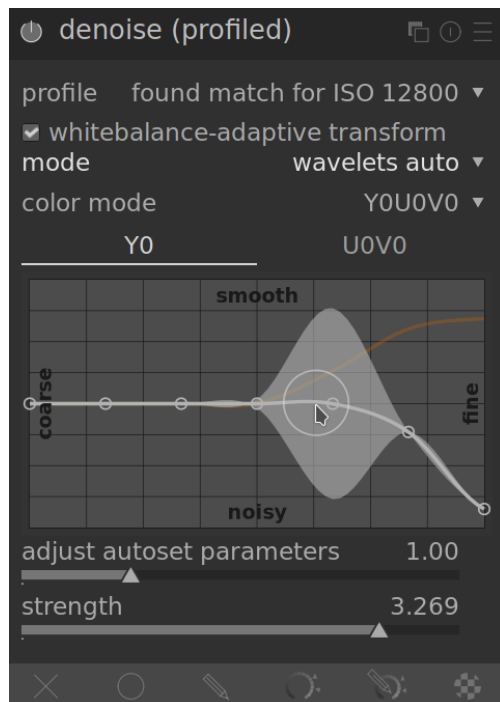 denoise (profiled)
profile found match for ISO 12800
whitebalance-adaptive transform
mode wavelets auto
color mode Y0U0V0
Y0 U0V0
smooth
coarse
fine
noisy
adjust autoset parameters 1.00
strength 3.269